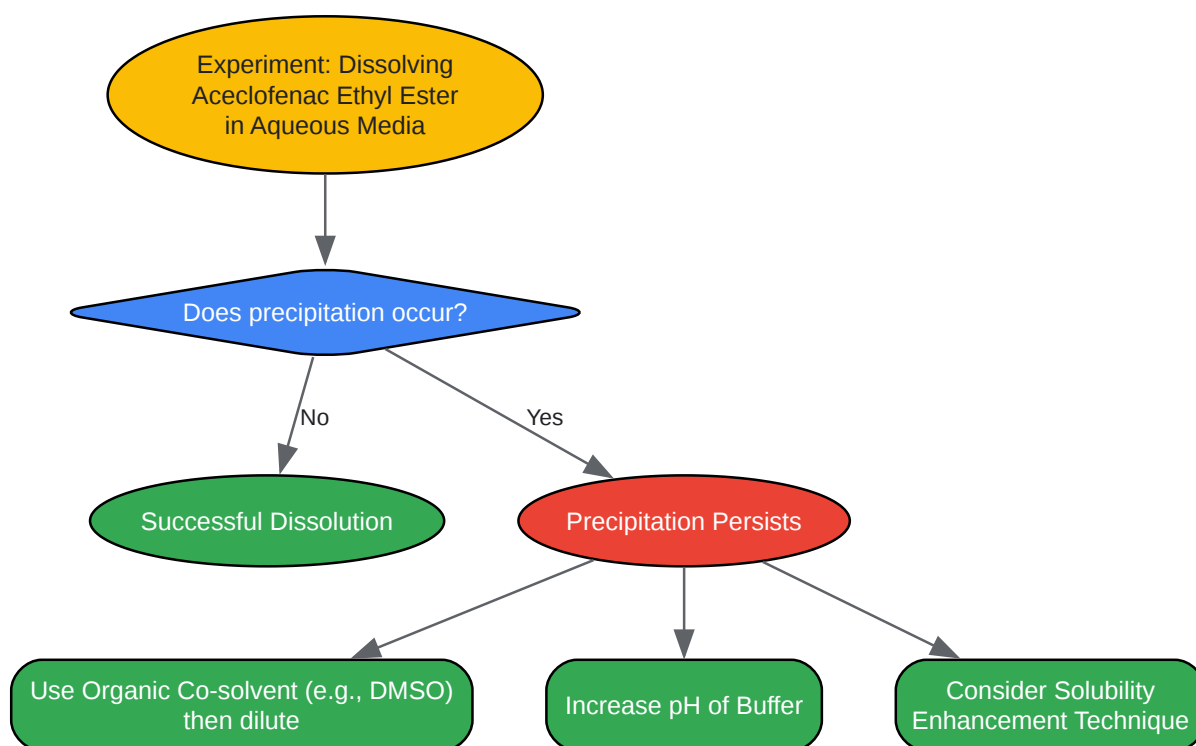 Experiment: Dissolving
Aceclofenac Ethyl Ester
in Aqueous Media
Does precipitation occur?
No
Yes
Successful Dissolution
Precipitation Persists
Use Organic Co-solvent (e.g., DMSO)
then dilute
Increase pH of Buffer
Consider Solubility
Enhancement Technique